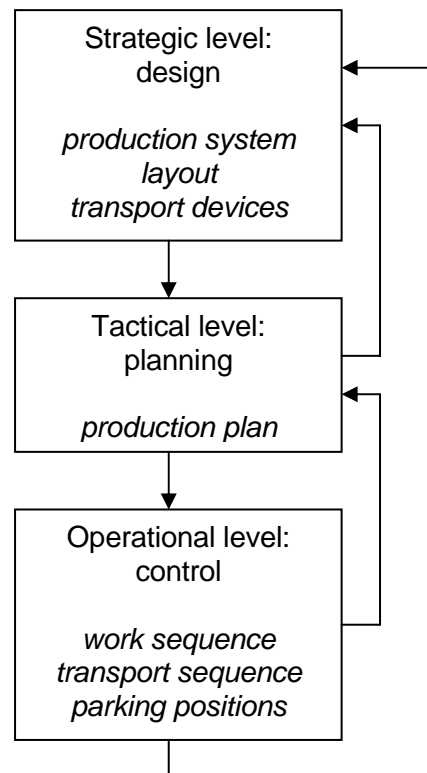 Strategic level:
design
production system
layout
transport devices
Tactical level:
planning
production plan
Operational level:
control
work sequence
transport sequence
parking positions